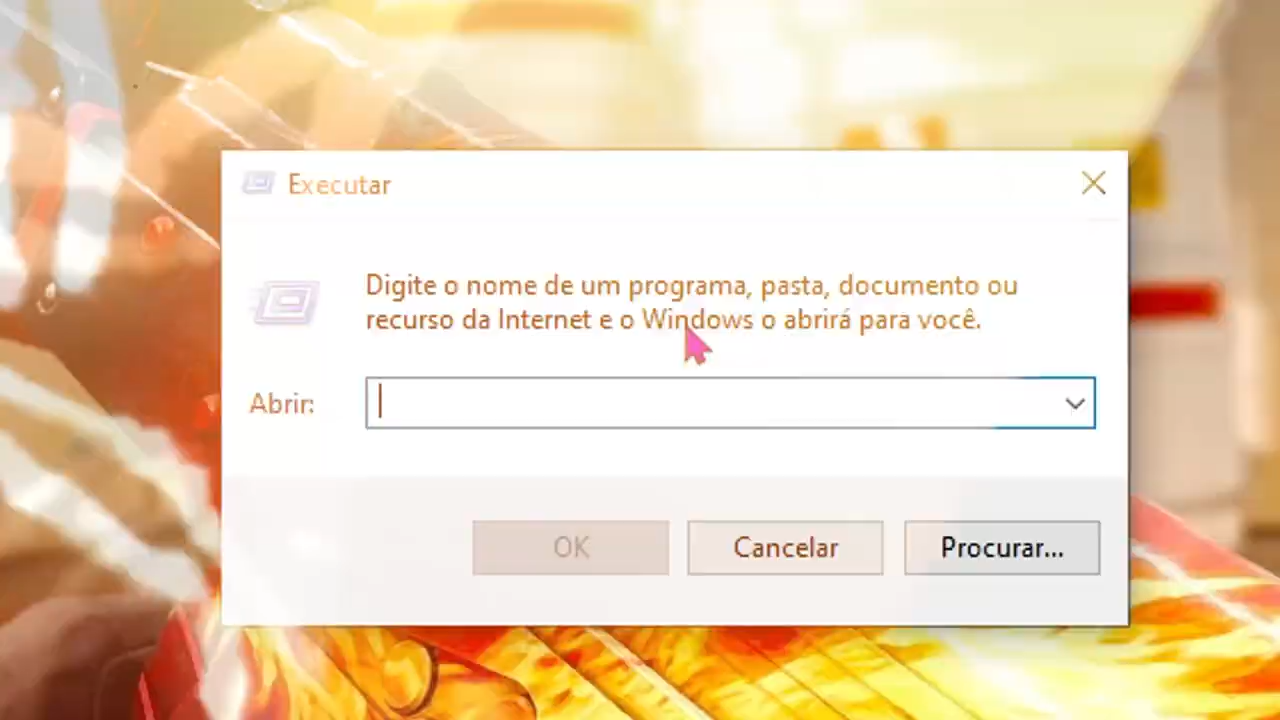 Executar
Digite o nome de um programa, pasta, documento ou
recurso da Internet e o Windows o abrirá para você.
Abrir:
OK
Cancelar
Procurar...